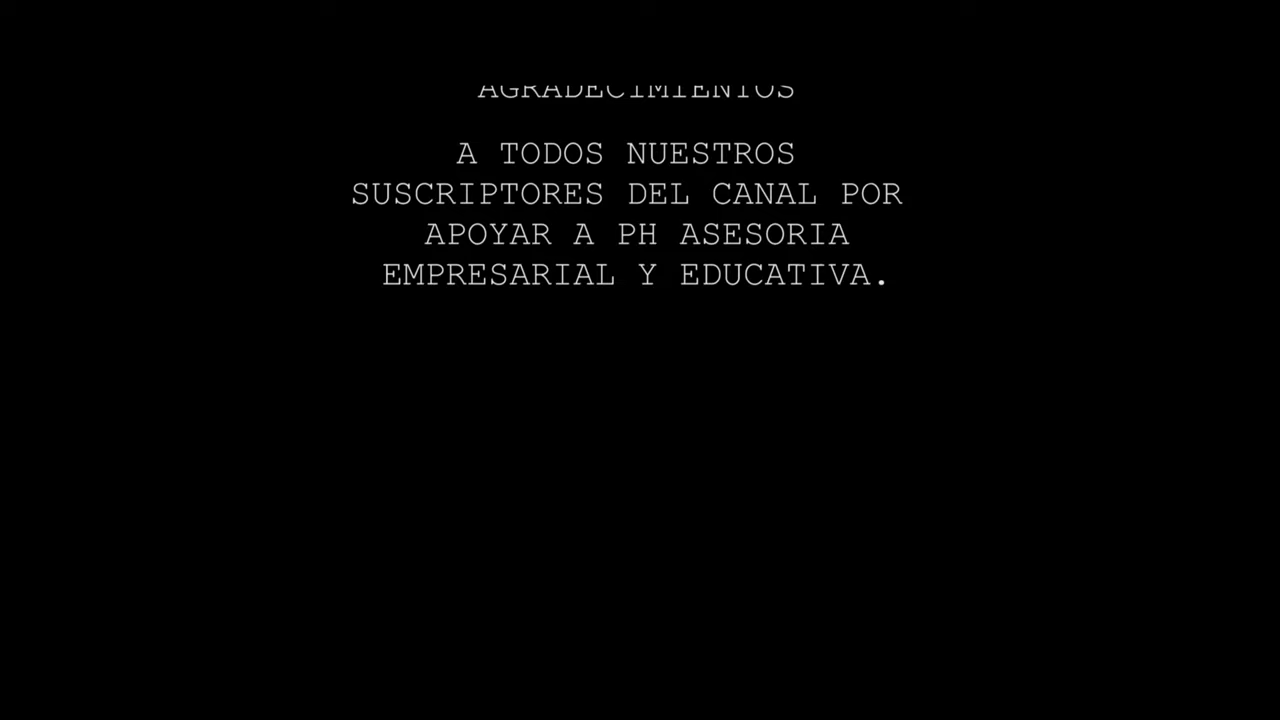 AGRADECIMIENTOS
A TODOS NUESTROS
SUSCRIPTORES DEL CANAL POR
APOYAR A PH ASESORIA
EMPRESARIAL Y EDUCATIVA.